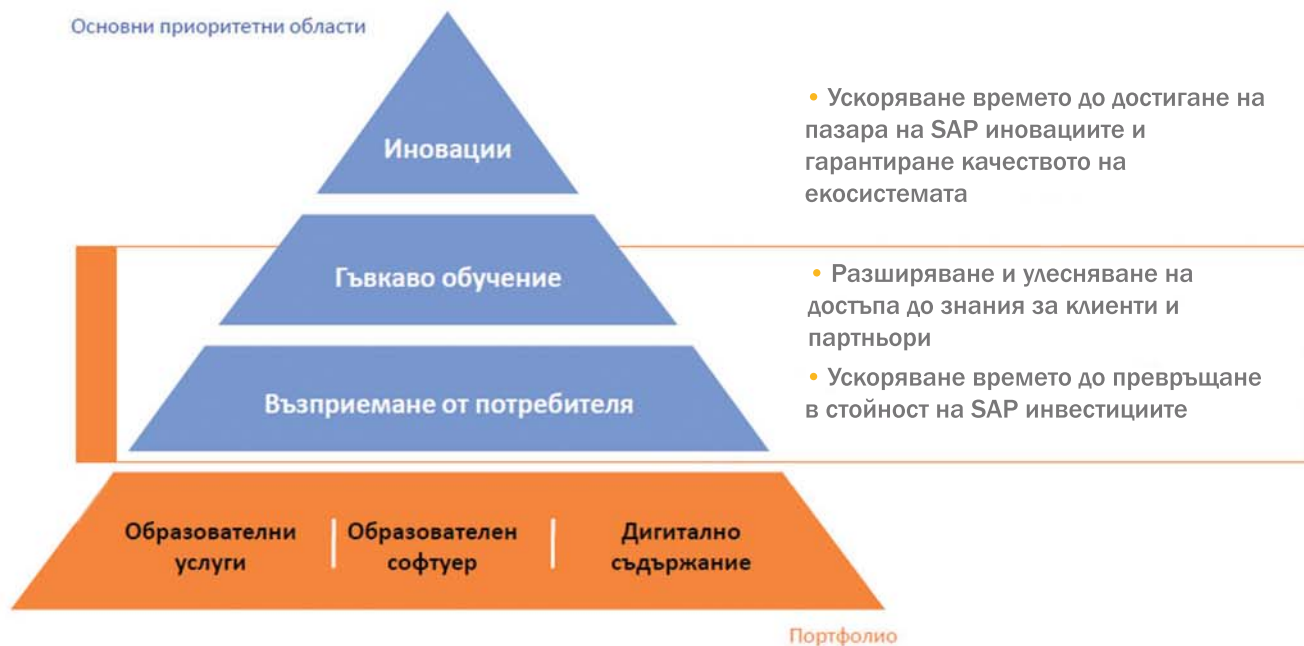 Основни приоритетни области
Иновации
• Ускоряване времето до достигане на
пазара на SAP иновациите и
гарантиране качеството на
екосистемата
Гъвкаво обучение
• Разширяване и улесняване на
достъпа до знания за клиенти и
партньори
Възприемане от потребителя
• Ускоряване времето до превръщане
в стойност на SAP инвестициите
Образователни
услуги
Образователен
софтуер
Дигитално
съдържание
Портфолио